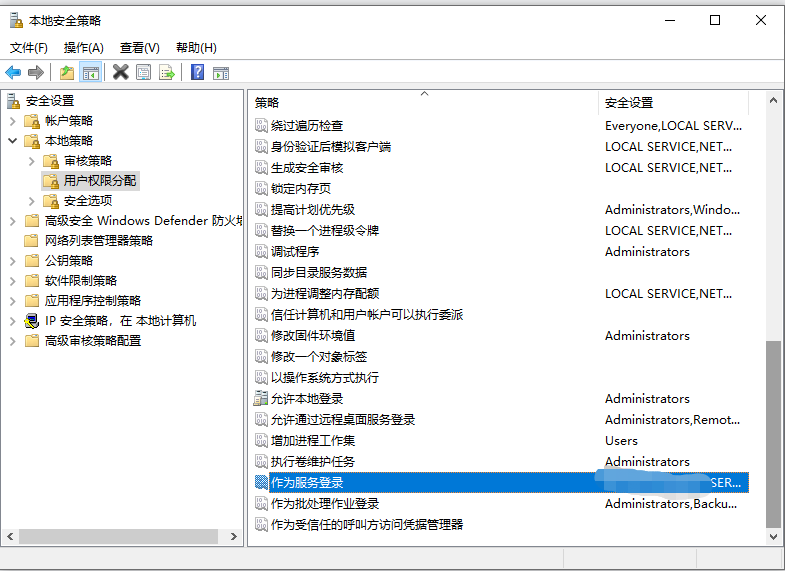 本地安全策略
文件(F) 操作(A) 查看(V) 帮助(H)
安全设置
帐户策略
本地策略
审核策略
用户权限分配
安全选项
高级安全 Windows Defender 防火墙
网络列表管理器策略
公钥策略
软件限制策略
应用程序控制策略
IP 安全策略，在 本地计算机
高级审核策略配置
策略 安全设置
绕过遍历检查 Everyone,LOCAL SERV...
身份验证后模拟客户端 LOCAL SERVICE,NET...
生成安全审核 LOCAL SERVICE,NET...
锁定内存页
提高计划优先级 Administrators,Windo...
替换一个进程级令牌 LOCAL SERVICE,NET...
调试程序 Administrators
同步目录服务数据
为进程调整内存配额 LOCAL SERVICE,NET...
信任计算机和用户帐户可以执行委派
修改固件环境值 Administrators
修改一个对象标签
以操作系统方式执行
允许本地登录 Administrators
允许通过远程桌面服务登录 Administrators,Remot...
增加进程工作集 Users
执行卷维护任务 Administrators
作为服务登录 SER...
作为批处理作业登录 Administrators,Backu...
作为受信任的呼叫方访问凭据管理器